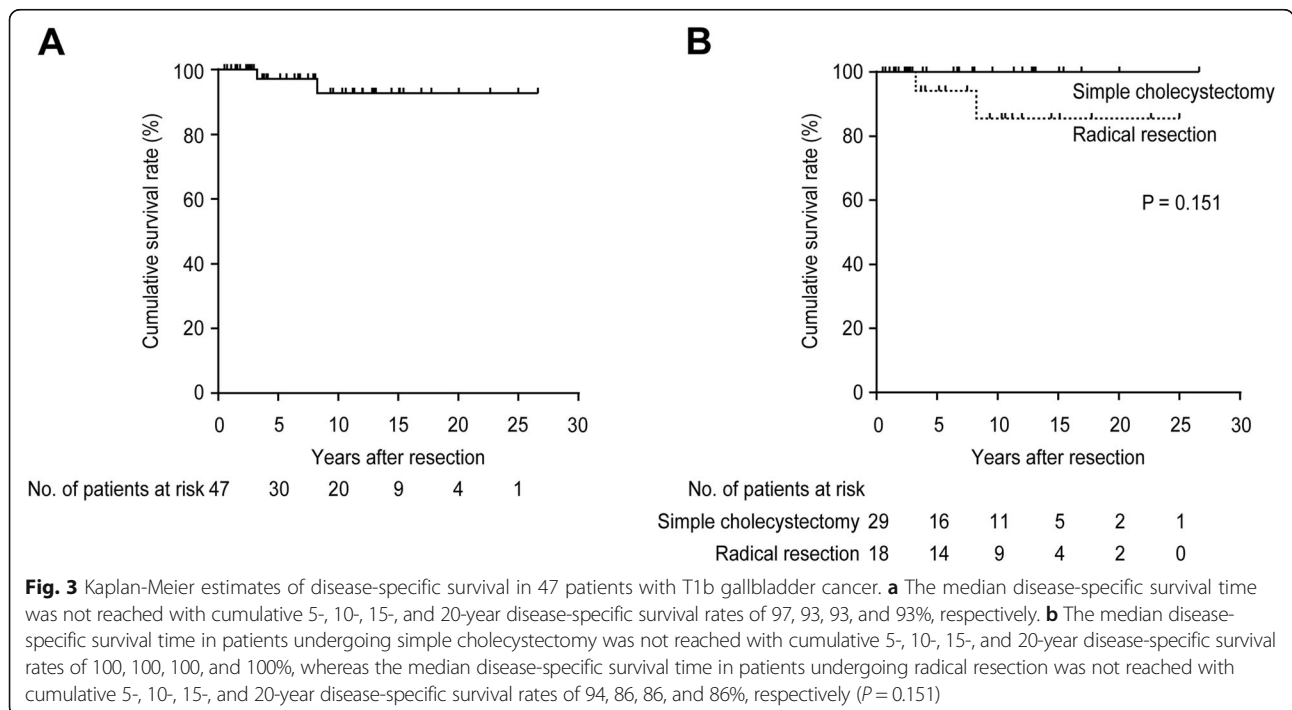 A
Cumulative survival rate (%)
100
80
60
40
20
0
0 5 10 15 20 25 30
Years after resection
No. of patients at risk 47 30 20 9 4 1
B
Cumulative survival rate (%)
100
80
60
40
20
0
Simple cholecystectomy
Radical resection
P = 0.151
0 5 10 15 20 25 30
Years after resection
No. of patients at risk
Simple cholecystectomy 29 16 11 5 2 1
Radical resection 18 14 9 4 2 0
Fig. 3 Kaplan-Meier estimates of disease-specific survival in 47 patients with T1b gallbladder cancer. a The median disease-specific survival time
was not reached with cumulative 5-, 10-, 15-, and 20-year disease-specific survival rates of 97, 93, 93, and 93%, respectively. b The median disease-
specific survival time in patients undergoing simple cholecystectomy was not reached with cumulative 5-, 10-, 15-, and 20-year disease-specific survival
rates of 100, 100, 100, and 100%, whereas the median disease-specific survival time in patients undergoing radical resection was not reached with
cumulative 5-, 10-, 15-, and 20-year disease-specific survival rates of 94, 86, 86, and 86%, respectively (P = 0.151)